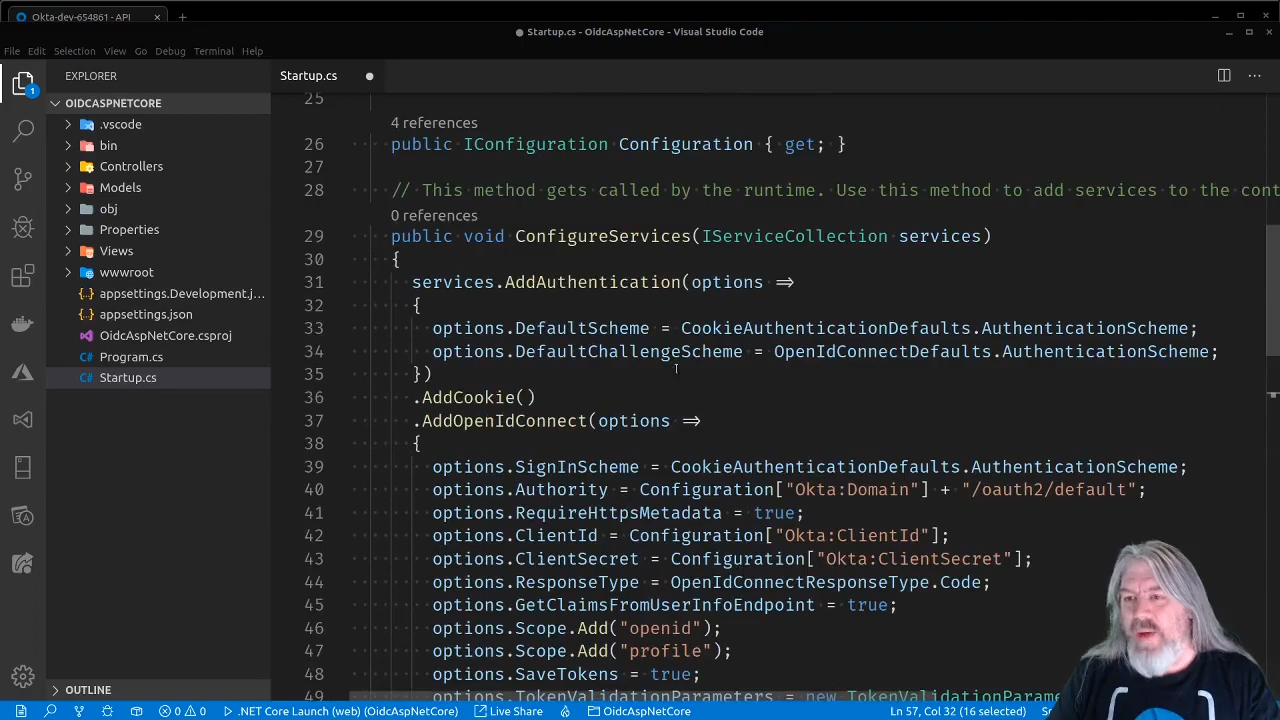 Okta-dev-654861 - API
Startup.cs - OidcAspNetCore - Visual Studio Code
File Edit Selection View Go Debug Terminal Help
EXPLORER
Startup.cs
OIDCASPNETCORE
.vscode
bin
Controllers
Models
obj
Properties
Views
wwwroot
appsettings.Development.j...
appsettings.json
OidcAspNetCore.csproj
Program.cs
Startup.cs
OUTLINE
1
25
4 references
26 public IConfiguration Configuration { get; }
27
28 // This method gets called by the runtime. Use this method to add services to the cont
0 references
29 public void ConfigureServices(IServiceCollection services)
30 {
31 services.AddAuthentication(options =>
32 {
33 options.DefaultScheme = CookieAuthenticationDefaults.AuthenticationScheme;
34 options.DefaultChallengeScheme = OpenIdConnectDefaults.AuthenticationScheme;
35 })
36 .AddCookie()
37 .AddOpenIdConnect(options =>
38 {
39 options.SignInScheme = CookieAuthenticationDefaults.AuthenticationScheme;
40 options.Authority = Configuration["Okta:Domain"] + "/oauth2/default";
41 options.RequireHttpsMetadata = true;
42 options.ClientId = Configuration["Okta:ClientId"];
43 options.ClientSecret = Configuration["Okta:ClientSecret"];
44 options.ResponseType = OpenIdConnectResponseType.Code;
45 options.GetClaimsFromUserInfoEndpoint = true;
46 options.Scope.Add("openid");
47 options.Scope.Add("profile");
48 options.SaveTokens = true;
49 options.TokenValidationParameters = new TokenValidationParame
0 0 .NET Core Launch (web) (OidcAspNetCore) Live Share OidcAspNetCore Ln 57, Col 32 (16 selected)